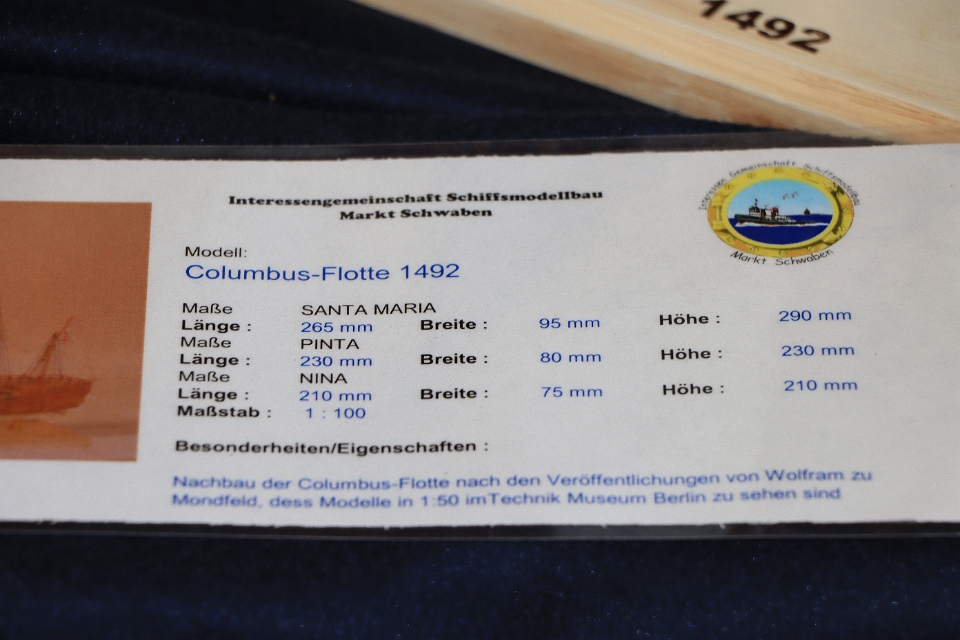 1492
Interessengemeinschaft Schiffsmodellbau
Markt Schwaben
Interessen Gemeinschaft Schiffsmodellbau
Markt Schwaben
Modell:
Columbus-Flotte 1492
Maße SANTA MARIA
Länge : 265 mm Breite : 95 mm Höhe : 290 mm
Maße PINTA
Länge : 230 mm Breite : 80 mm Höhe : 230 mm
Maße NINA
Länge : 210 mm Breite : 75 mm Höhe : 210 mm
Maßstab : 1 : 100
Besonderheiten/Eigenschaften :
Nachbau der Columbus-Flotte nach den Veröffentlichungen von Wolfram zu
Mondfeld, dess Modelle in 1:50 imTechnik Museum Berlin zu sehen sind